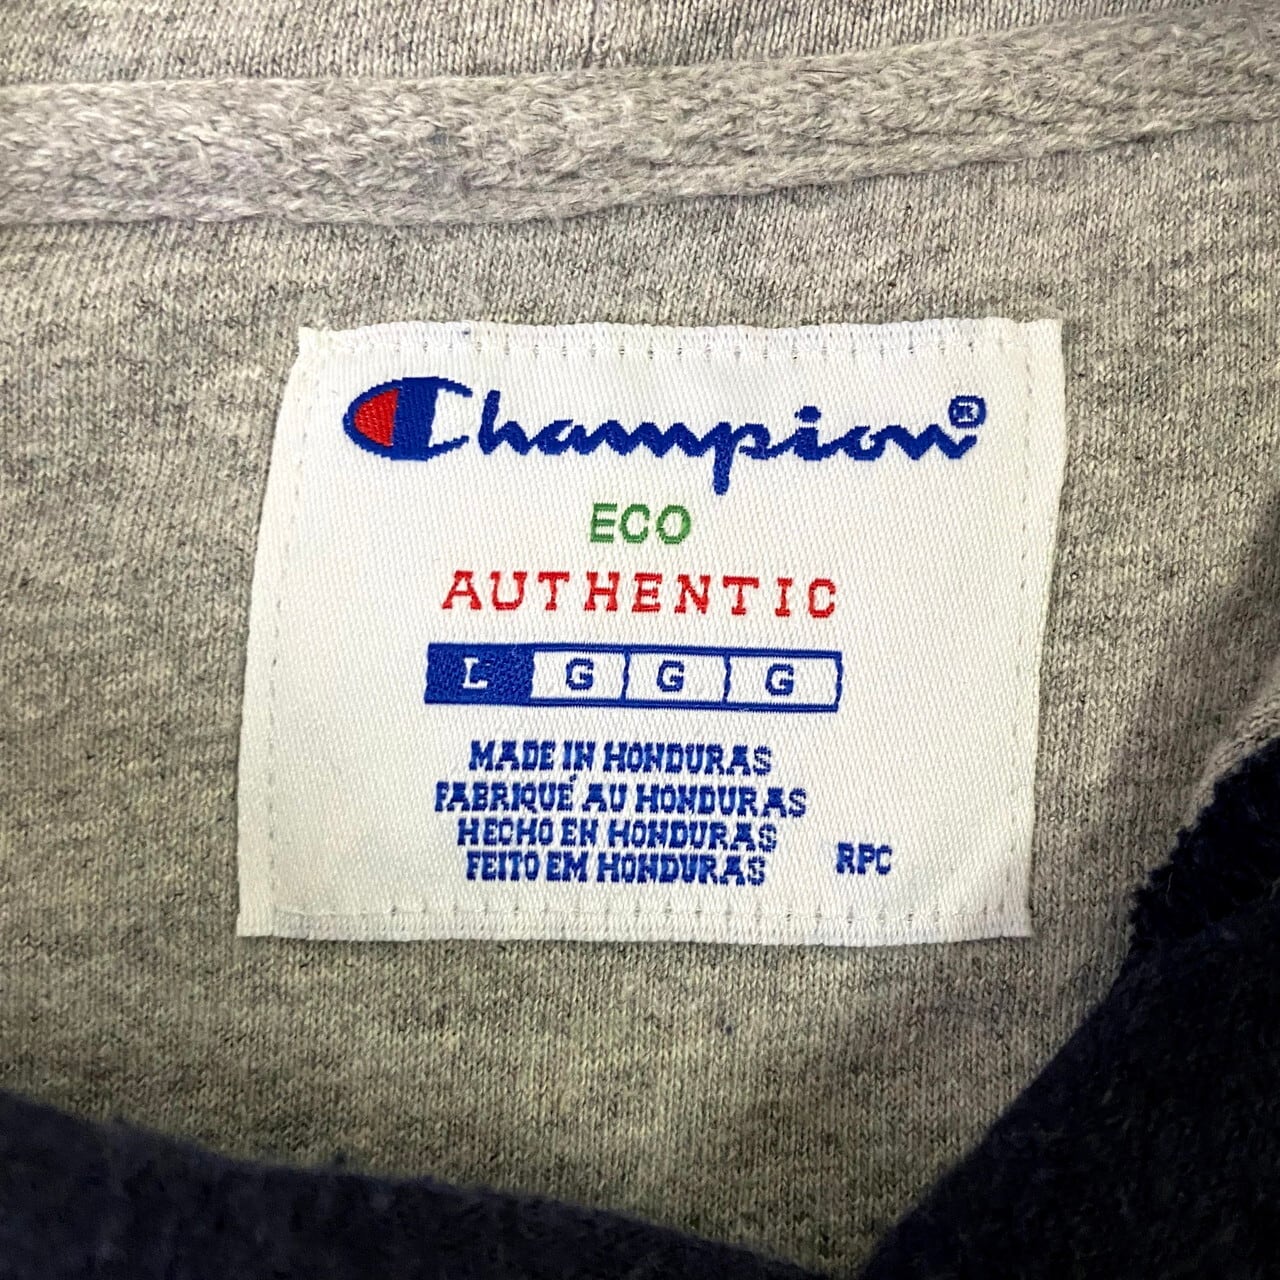 Champion®
ECO
AUTHENTIC
L G G G
MADE IN HONDURAS
FABRIQUÉ AU HONDURAS
HECHO EN HONDURAS
FEITO EM HONDURAS
RPC